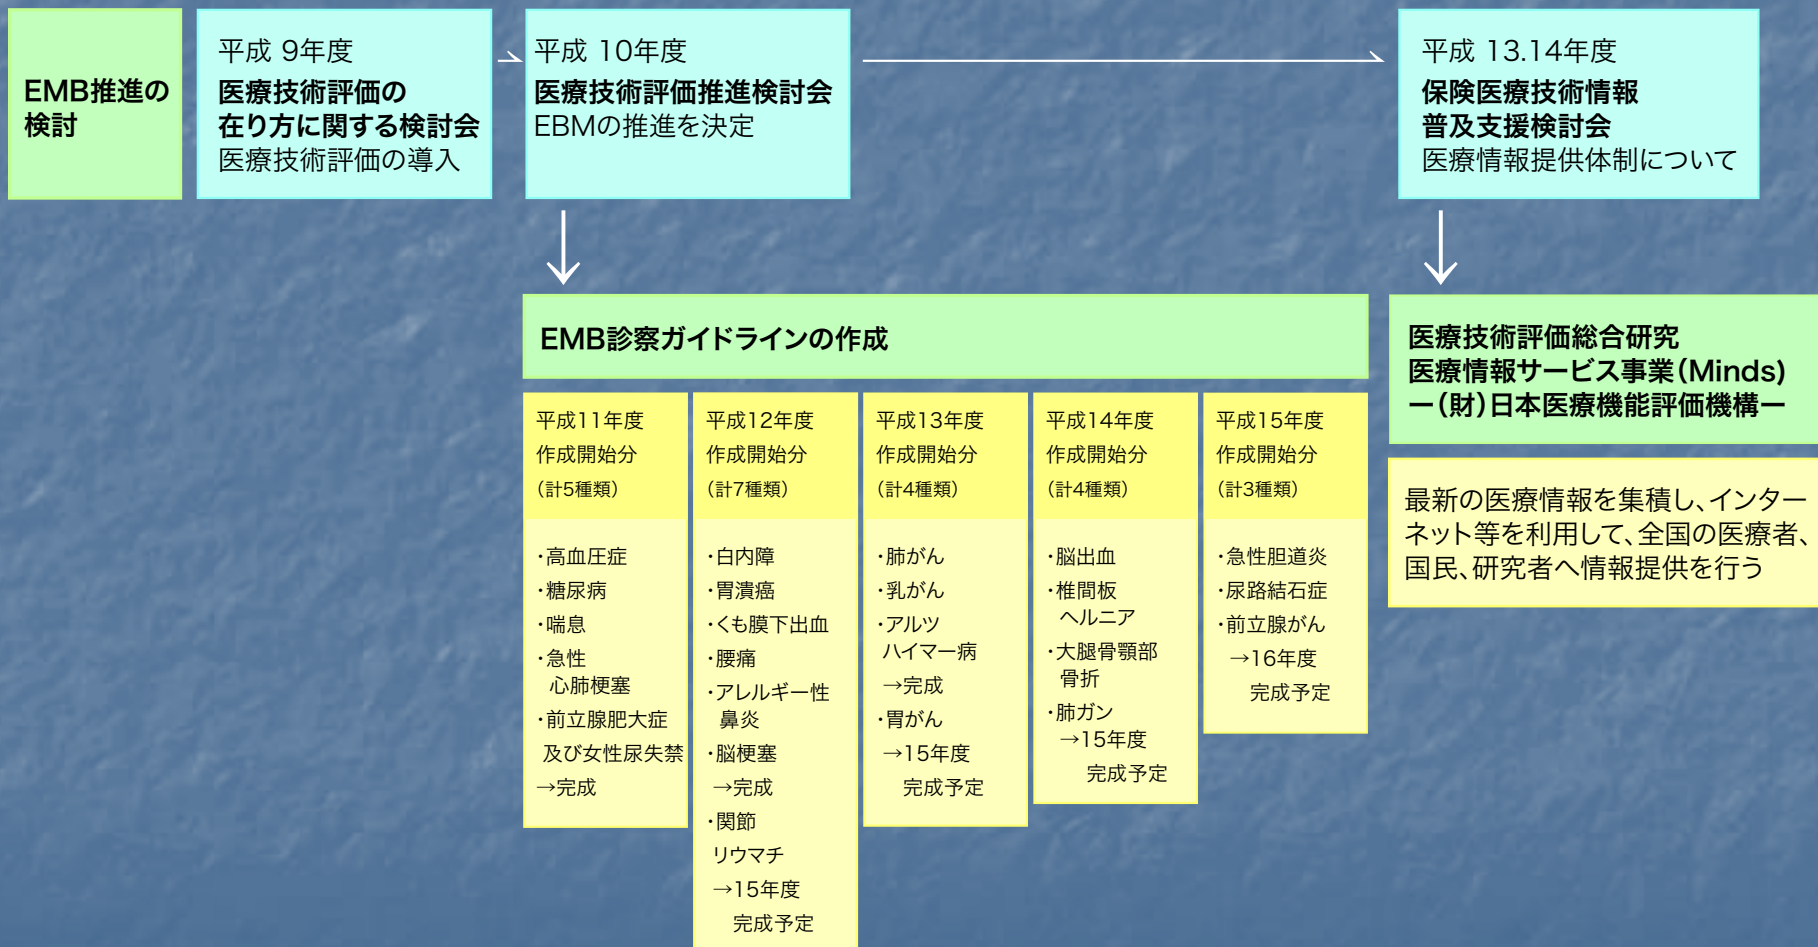 EMB推進の
検討
平成 9年度
医療技術評価の
在り方に関する検討会
医療技術評価の導入
平成 10年度
医療技術評価推進検討会
EBMの推進を決定
平成 13.14年度
保険医療技術情報
普及支援検討会
医療情報提供体制について
EMB診察ガイドラインの作成
平成11年度
作成開始分
(計5種類)
・高血圧症
・糖尿病
・喘息
・急性
心肺梗塞
・前立腺肥大症
及び女性尿失禁
→完成
平成12年度
作成開始分
(計7種類)
・白内障
・胃潰瘍
・くも膜下出血
・腰痛
・アレルギー性
鼻炎
・脳梗塞
→完成
・関節
リウマチ
→15年度
完成予定
平成13年度
作成開始分
(計4種類)
・肺がん
・乳がん
・アルツ
ハイマー病
→完成
・胃がん
→15年度
完成予定
平成14年度
作成開始分
(計4種類)
・脳出血
・椎間板
ヘルニア
・大腿骨顎部
骨折
・肺ガン
→15年度
完成予定
平成15年度
作成開始分
(計3種類)
・急性胆道炎
・尿路結石症
・前立腺がん
→16年度
完成予定
医療技術評価総合研究
医療情報サービス事業(Minds)
ー(財)日本医療機能評価機構ー
最新の医療情報を集積し、インター
ネット等を利用して、全国の医療者、
国民、研究者へ情報提供を行う